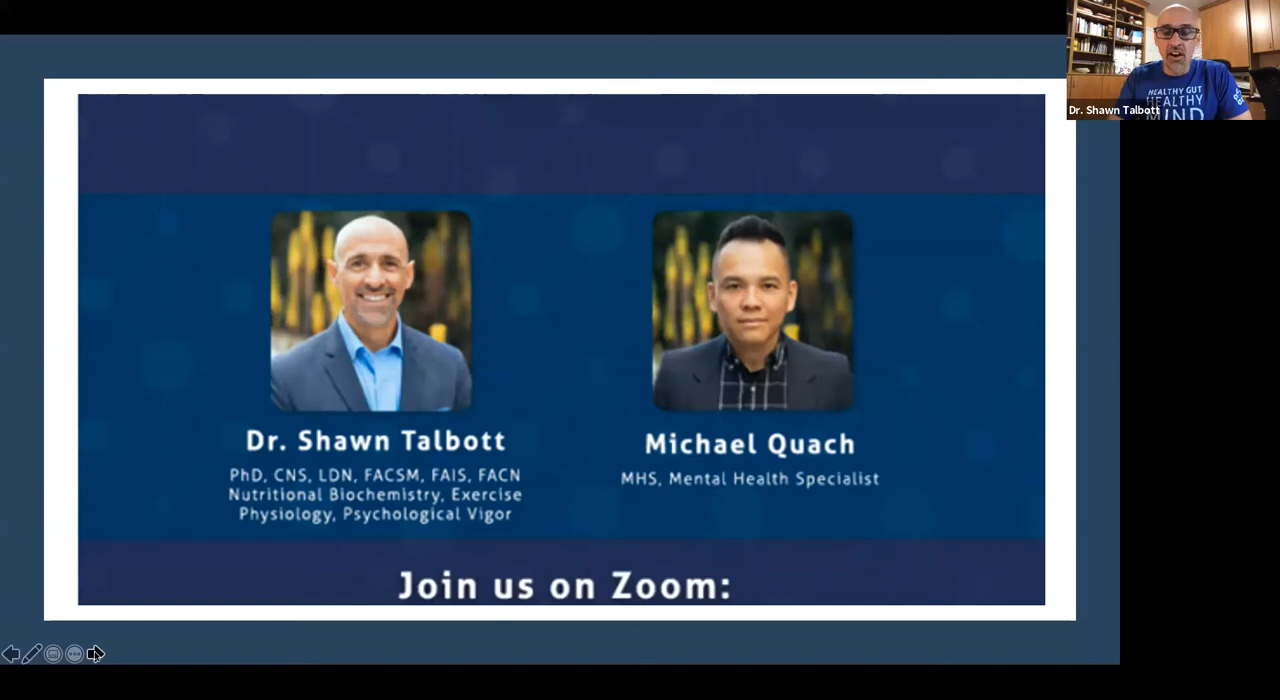 Dr. Shawn Talbott
PhD, CNS, LDN, FACSM, FAIS, FACN
Nutritional Biochemistry, Exercise
Physiology, Psychological Vigor
Michael Quach
MHS, Mental Health Specialist
Join us on Zoom:
HEALTHY GUT
HEALTHY
MIND
Dr. Shawn Talbott